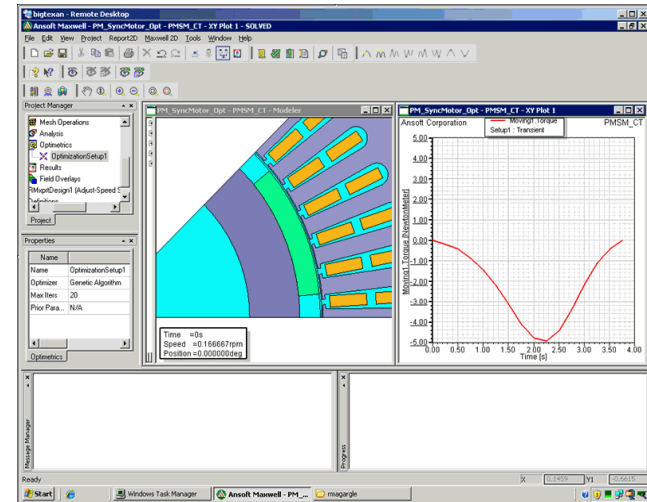 bigtexan - Remote Desktop
Ansoft Maxwell - PM_SyncMotor_Opt - PMSM_CT - XY Plot 1 - SOLVED
File Edit View Project Report2D Maxwell 2D Tools Window Help
Project Manager
Mesh Operations
Analysis
Optimetrics
OptimizationSetup1
Results
Field Overlays
RMxprtDesign1 (Adjust-Speed S
Definitions
Project
Properties
Name
Name OptimizationSetup1
Optimizer Genetic Algorithm
Max Iters 20
Prior Para... N/A
Optimetrics
PM_SyncMotor_Opt - PMSM_CT - Modeler
Time =0s
Speed =0.166667rpm
Position =0.000000deg
PM_SyncMotor_Opt - PMSM_CT - XY Plot 1
Ansoft Corporation
Moving1.Torque
Setup1 : Transient
PMSM_CT
Moving1.Torque [NewtonMeter]
5.00
4.00
3.00
2.00
1.00
0.00
-1.00
-2.00
-3.00
-4.00
-5.00
0.00 0.50 1.00 1.50 2.00 2.50 3.00 3.50 4.00
Time [s]
Message Manager
Progress
Ready
X 0.2459 Y1 -0.5615
Start
Windows Task Manager
Ansoft Maxwell - PM_...
rmagargle